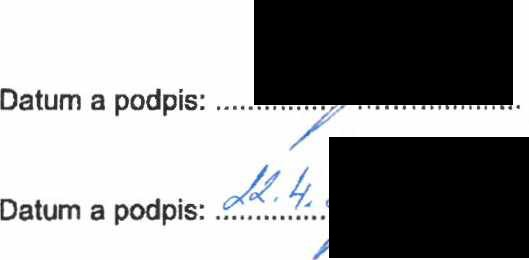 Datum a podpis: ..........................................
Datum a podpis: 22.4.